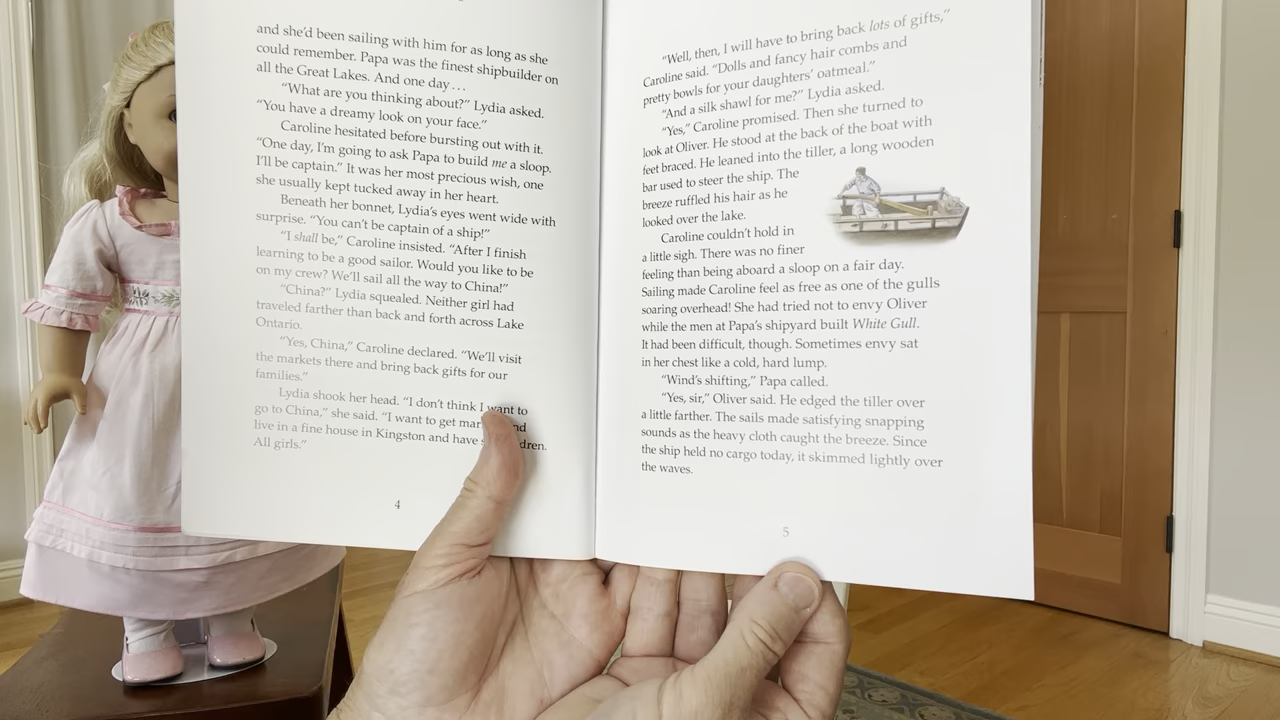 and she'd been sailing with him for as long as she
could remember. Papa was the finest shipbuilder on
all the Great Lakes. And one day . . .
“What are you thinking about?” Lydia asked.
“You have a dreamy look on your face.”
Caroline hesitated before bursting out with it.
“One day, I'm going to ask Papa to build me a sloop.
I'll be captain.” It was her most precious wish, one
she usually kept tucked away in her heart.
Beneath her bonnet, Lydia's eyes went wide with
surprise. “You can't be captain of a ship!”
“I shall be,” Caroline insisted. “After I finish
learning to be a good sailor. Would you like to be
on my crew? We'll sail all the way to China!”
“China?” Lydia squealed. Neither girl had
traveled farther than back and forth across Lake
Ontario.
“Yes, China,” Caroline declared. “We'll visit
the markets there and bring back gifts for our
families.”
Lydia shook her head. “I don't think I want to
go to China,” she said. “I want to get
live in a fine house in Kingston and have
All girls.”
4
“Well, then, I will have to bring back lots of gifts,”
Caroline said. “Dolls and fancy hair combs and
pretty bowls for your daughters' oatmeal.”
“And a silk shawl for me?” Lydia asked.
“Yes,” Caroline promised. Then she turned to
look at Oliver. He stood at the back of the boat with
feet braced. He leaned into the tiller, a long wooden
bar used to steer the ship. The
breeze ruffled his hair as he
looked over the lake.
Caroline couldn't hold in
a little sigh. There was no finer
feeling than being aboard a sloop on a fair day.
Sailing made Caroline feel as free as one of the gulls
soaring overhead! She had tried not to envy Oliver
while the men at Papa's shipyard built White Gull.
It had been difficult, though. Sometimes envy sat
in her chest like a cold, hard lump.
“Wind's shifting,” Papa called.
“Yes, sir,” Oliver said. He edged the tiller over
a little farther. The sails made satisfying snapping
sounds as the heavy cloth caught the breeze. Since
the ship held no cargo today, it skimmed lightly over
the waves.
5